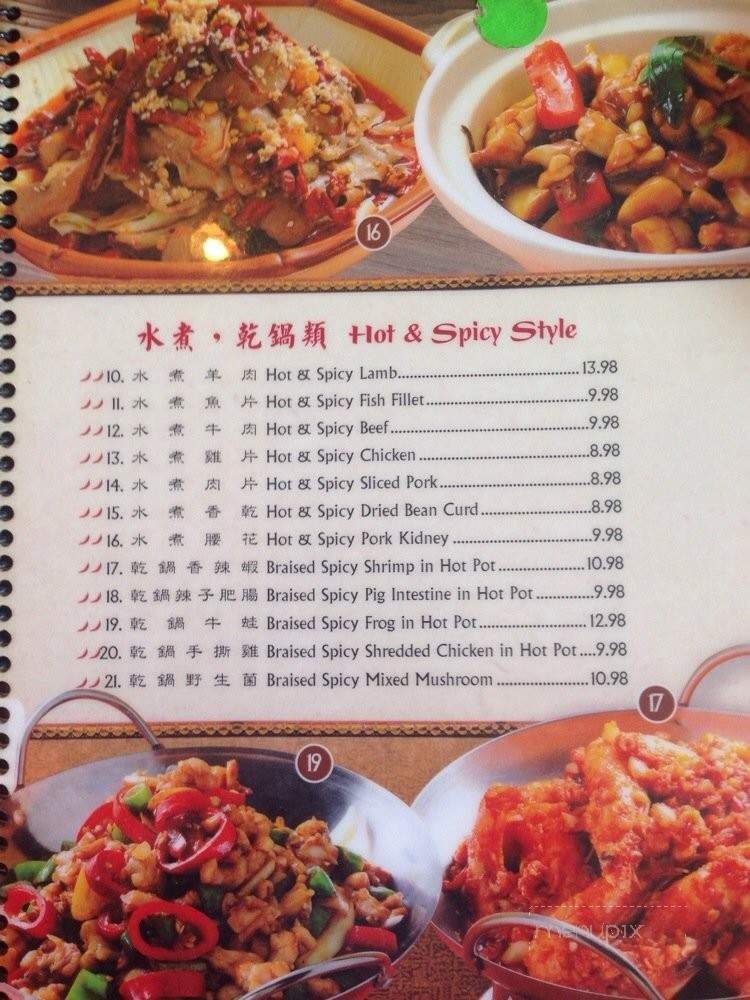 16
水煮，乾鍋類 Hot & Spicy Style
10. 水煮羊肉 Hot & Spicy Lamb..................................13.98
11. 水煮魚片 Hot & Spicy Fish Fillet..............................9.98
12. 水煮牛肉 Hot & Spicy Beef.....................................9.98
13. 水煮雞片 Hot & Spicy Chicken................................8.98
14. 水煮肉片 Hot & Spicy Sliced Pork............................8.98
15. 水煮香乾 Hot & Spicy Dried Bean Curd....................8.98
16. 水煮腰花 Hot & Spicy Pork Kidney .........................9.98
17. 乾鍋香辣蝦 Braised Spicy Shrimp in Hot Pot................10.98
18. 乾鍋辣子肥腸 Braised Spicy Pig Intestine in Hot Pot...........9.98
19. 乾鍋牛蛙 Braised Spicy Frog in Hot Pot....................12.98
20. 乾鍋手撕雞 Braised Spicy Shredded Chicken in Hot Pot....9.98
21. 乾鍋野生菌 Braised Spicy Mixed Mushroom ..................10.98
17
19
menupix